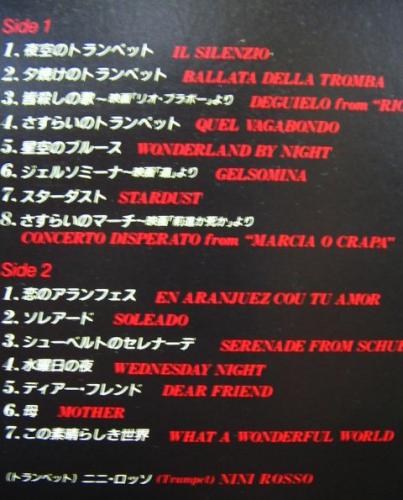 Side 1
1. 夜空のトランペット IL SILENZIO
2. 夕焼けのトランペット BALLATA DELLA TROMBA
3. 皆殺しの歌〜映画「リオ・ブラボー」より DEGUIELO from “RIO
4. さすらいのトランペット QUEL VAGABONDO
5. 星空のブルース WONDERLAND BY NIGHT
6. ジェルソミーナ〜映画「道」より GELSOMINA
7. スターダスト STARDUST
8. さすらいのマーチ〜映画「前進か死か」より
CONCERTO DISPERATO from “MARCIA O CRAPA”
Side 2
1. 恋のアランフェス EN ARANJUEZ COU TU AMOR
2. ソレアード SOLEADO
3. シューベルトのセレナーデ SERENADE FROM SCHUB
4. 水曜日の夜 WEDNESDAY NIGHT
5. ディアー・フレンド DEAR FRIEND
6. 母 MOTHER
7. この素晴らしき世界 WHAT A WONDERFUL WORLD
《トランペット》ニニ・ロッソ (Trumpet) NINI ROSSO